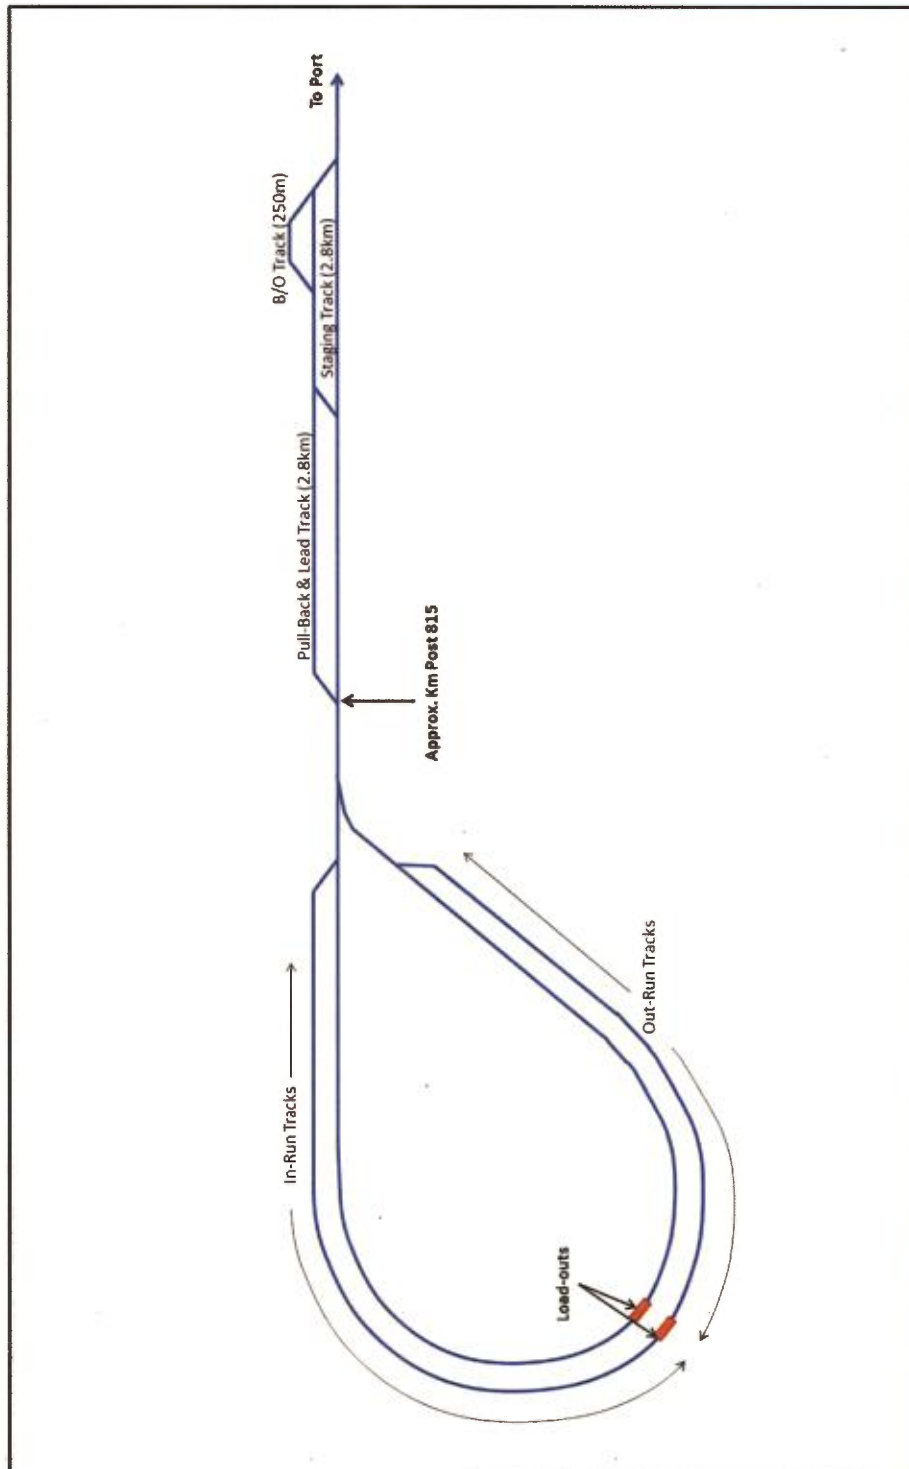 To Port
B/O Track (250m)
Staging Track (2.8km)
Pull-Back & Lead Track (2.8km)
Approx. Km Post 815
In-Run Tracks
Out-Run Tracks
Load-outs